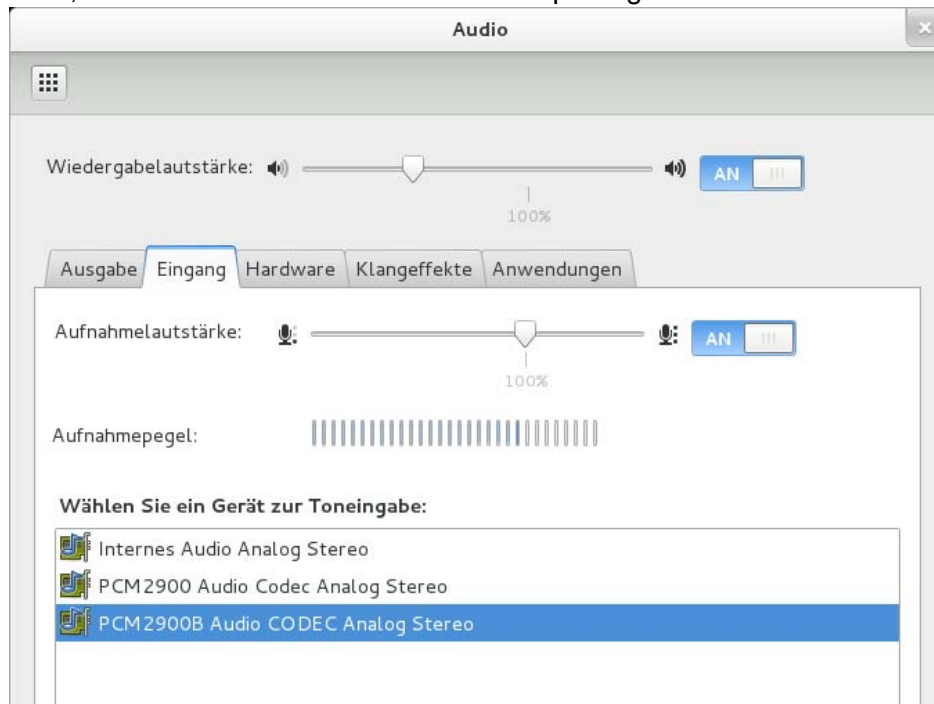 Audio
Wiedergabelautstärke: AN
100%
Ausgabe Eingang Hardware Klangeffekte Anwendungen
Aufnahmelautstärke: AN
100%
Aufnahmepegel:
Wählen Sie ein Gerät zur Toneingabe:
Internes Audio Analog Stereo
PCM2900 Audio Codec Analog Stereo
PCM2900B Audio CODEC Analog Stereo